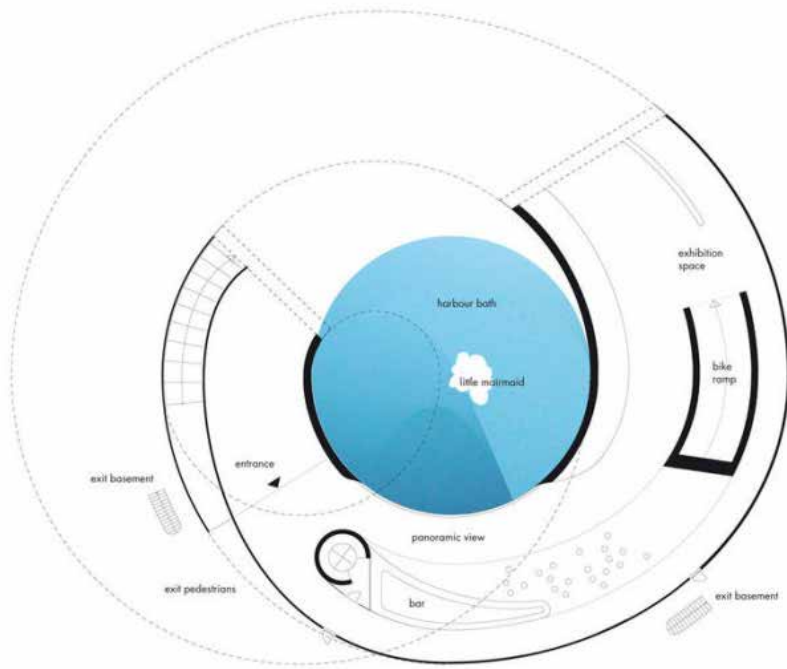 exhibition
space
harbour bath
bike
ramp
little mairmaid
entrance
exit basement
panoramic view
exit pedestrians
bar
exit basement